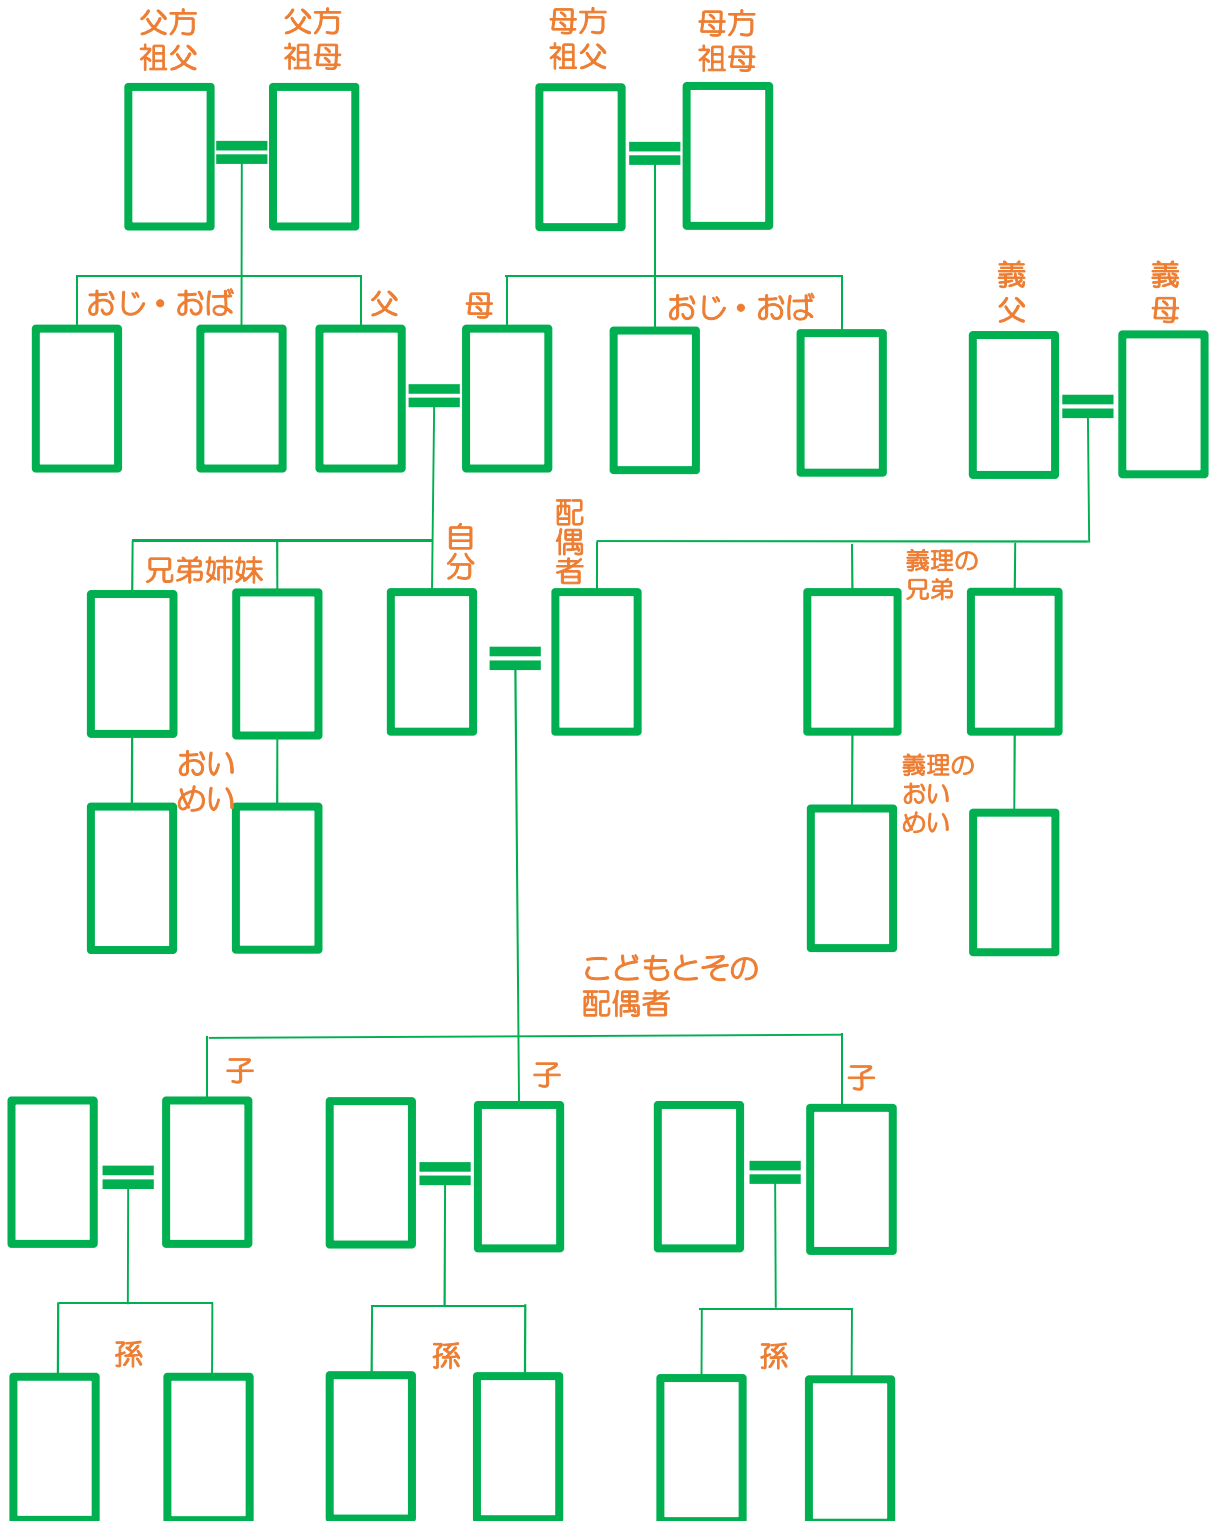 父方
祖父
父方
祖母
母方
祖父
母方
祖母
おじ・おば
父
母
おじ・おば
義
父
義
母
兄弟姉妹
自
分
配
偶
者
義理の
兄弟
おい
めい
義理の
おい
めい
こどもとその
配偶者
子
子
子
孫
孫
孫